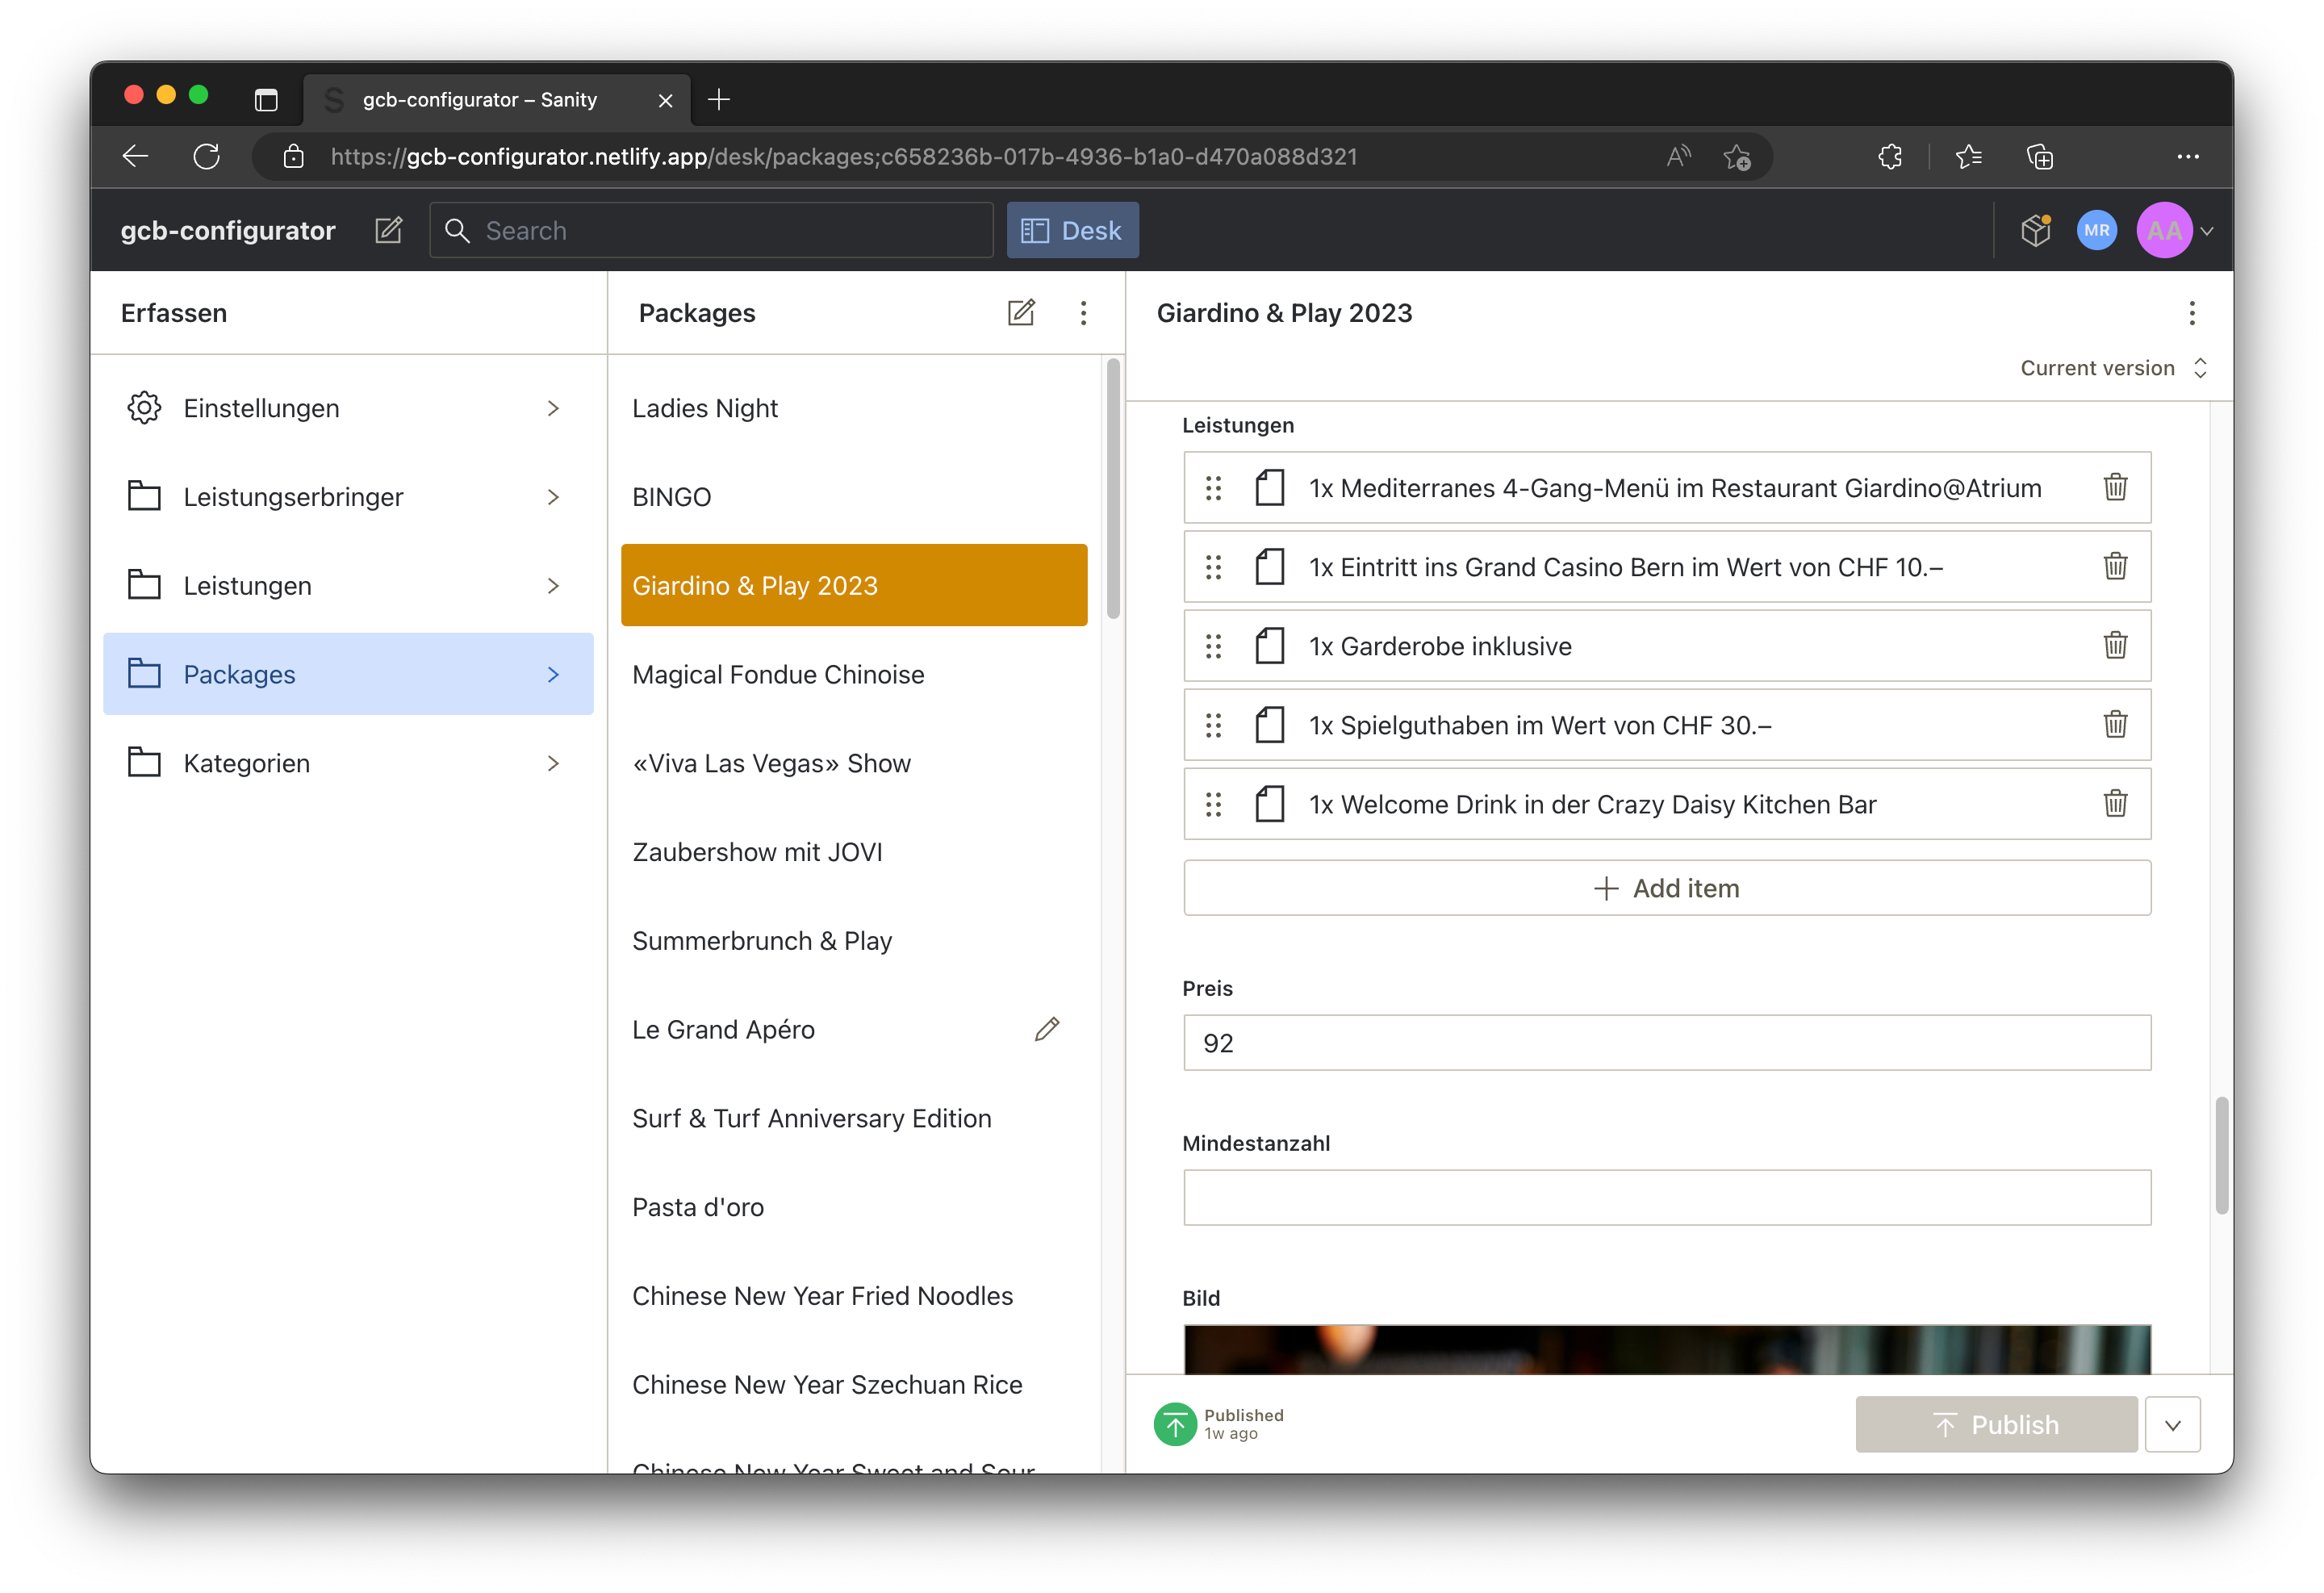 gcb-configurator – Sanity
https://gcb-configurator.netlify.app/desk/packages;c658236b-017b-4936-b1a0-d470a088d321
gcb-configurator
Search
Desk
MR
AA
Erfassen
Einstellungen
Leistungserbringer
Leistungen
Packages
Kategorien
Packages
Ladies Night
BINGO
Giardino & Play 2023
Magical Fondue Chinoise
«Viva Las Vegas» Show
Zaubershow mit JOVI
Summerbrunch & Play
Le Grand Apéro
Surf & Turf Anniversary Edition
Pasta d'oro
Chinese New Year Fried Noodles
Chinese New Year Szechuan Rice
Chinese New Year Sweet and Sour
Giardino & Play 2023
Current version
Leistungen
1x Mediterranes 4-Gang-Menü im Restaurant Giardino@Atrium
1x Eintritt ins Grand Casino Bern im Wert von CHF 10.–
1x Garderobe inklusive
1x Spielguthaben im Wert von CHF 30.–
1x Welcome Drink in der Crazy Daisy Kitchen Bar
Add item
Preis
92
Mindestanzahl
Bild
Published
1w ago
Publish